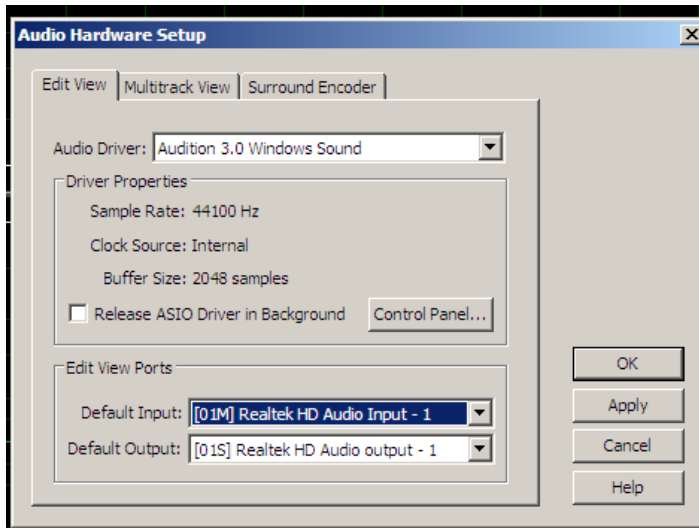 Audio Hardware Setup
Edit View
Multitrack View
Surround Encoder
Audio Driver: Audition 3.0 Windows Sound
Driver Properties
Sample Rate: 44100 Hz
Clock Source: Internal
Buffer Size: 2048 samples
Release ASIO Driver in Background
Control Panel...
Edit View Ports
Default Input: [01M] Realtek HD Audio Input - 1
Default Output: [01S] Realtek HD Audio output - 1
OK
Apply
Cancel
Help